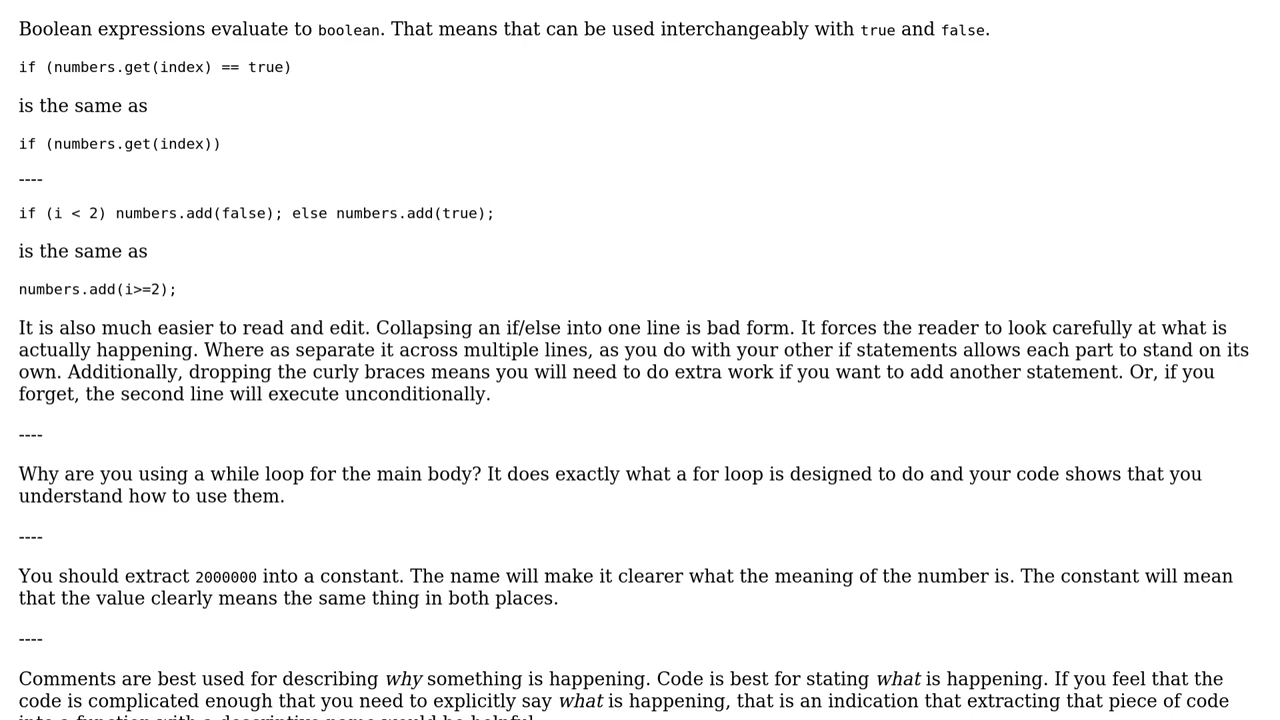 Boolean expressions evaluate to boolean. That means that can be used interchangeably with true and false.
if (numbers.get(index) == true)
is the same as
if (numbers.get(index))
----
if (i < 2) numbers.add(false); else numbers.add(true);
is the same as
numbers.add(i>=2);
It is also much easier to read and edit. Collapsing an if/else into one line is bad form. It forces the reader to look carefully at what is
actually happening. Where as separate it across multiple lines, as you do with your other if statements allows each part to stand on its
own. Additionally, dropping the curly braces means you will need to do extra work if you want to add another statement. Or, if you
forget, the second line will execute unconditionally.
----
Why are you using a while loop for the main body? It does exactly what a for loop is designed to do and your code shows that you
understand how to use them.
----
You should extract 2000000 into a constant. The name will make it clearer what the meaning of the number is. The constant will mean
that the value clearly means the same thing in both places.
----
Comments are best used for describing why something is happening. Code is best for stating what is happening. If you feel that the
code is complicated enough that you need to explicitly say what is happening, that is an indication that extracting that piece of code
into a function with a descriptive name would be helpful.